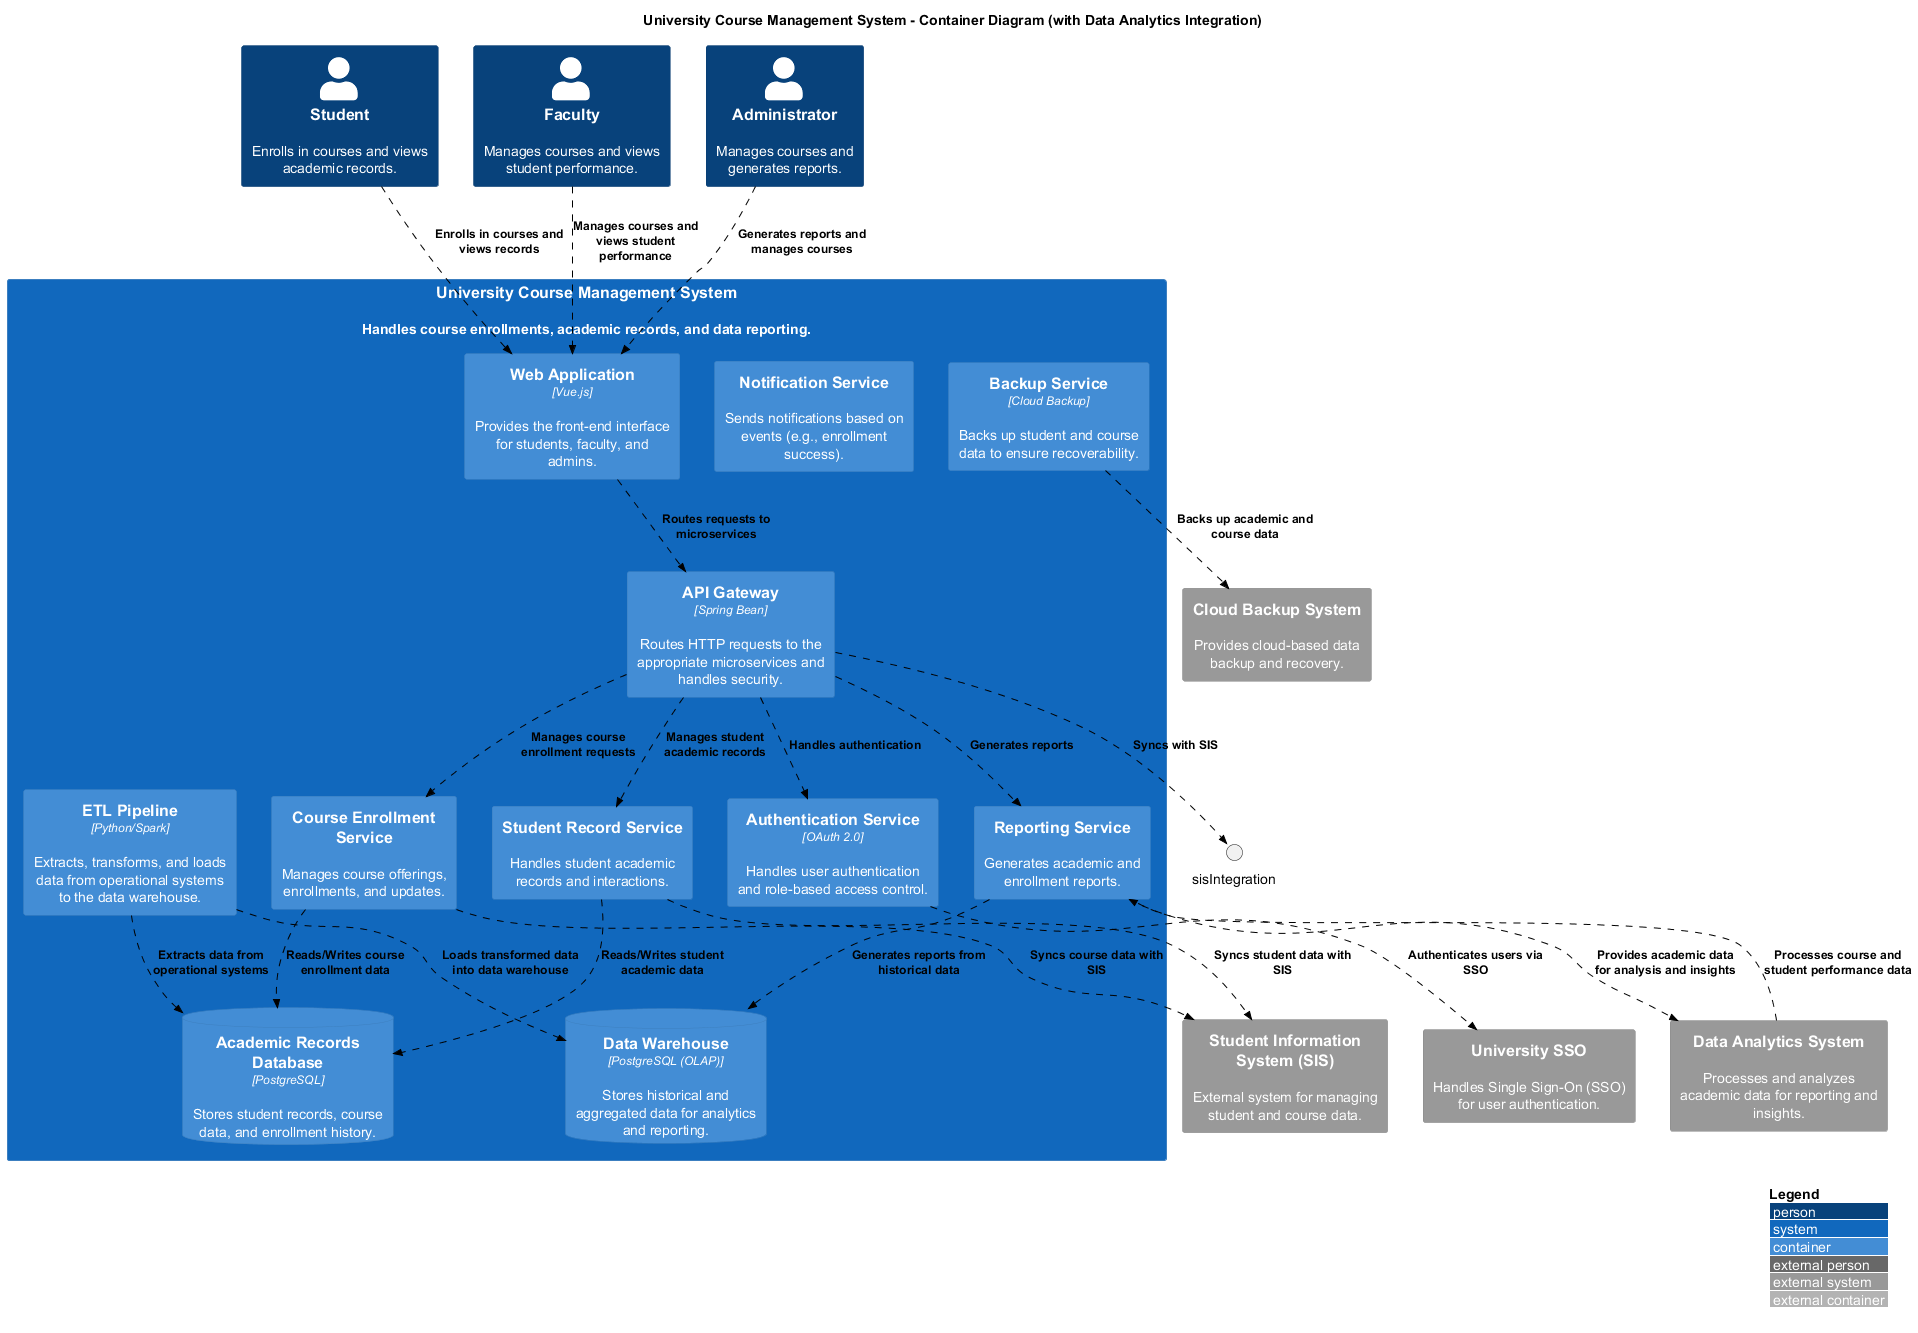 University Course Management System - Container Diagram (with Data Analytics Integration)
Student
Enrolls in courses and views
academic records.
Faculty
Manages courses and views
student performance.
Administrator
Manages courses and
generates reports.
Enrolls in courses and
views records
Manages courses and
views student
performance
Generates reports and
manages courses
University Course Management System
Handles course enrollments, academic records, and data reporting.
Web Application
[Vue.js]
Provides the front-end interface
for students, faculty, and
admins.
Notification Service
Sends notifications based on
events (e.g., enrollment
success).
Backup Service
[Cloud Backup]
Backs up student and course
data to ensure recoverability.
Routes requests to
microservices
Backs up academic and
course data
API Gateway
[Spring Bean]
Routes HTTP requests to the
appropriate microservices and
handles security.
Cloud Backup System
Provides cloud-based data
backup and recovery.
Manages course
enrollment requests
Manages student
academic records
Handles authentication
Generates reports
Syncs with SIS
ETL Pipeline
[Python/Spark]
Extracts, transforms, and loads
data from operational systems
to the data warehouse.
Course Enrollment
Service
Manages course offerings,
enrollments, and updates.
Student Record Service
Handles student academic
records and interactions.
Authentication Service
[OAuth 2.0]
Handles user authentication
and role-based access control.
Reporting Service
Generates academic and
enrollment reports.
sisIntegration
Extracts data from
operational systems
Reads/Writes course
enrollment data
Loads transformed data
into data warehouse
Reads/Writes student
academic data
Generates reports from
historical data
Syncs course data with
SIS
Syncs student data with
SIS
Authenticates users via
SSO
Provides academic data
for analysis and insights
Processes course and
student performance data
Academic Records
Database
[PostgreSQL]
Stores student records, course
data, and enrollment history.
Data Warehouse
[PostgreSQL (OLAP)]
Stores historical and
aggregated data for analytics
and reporting.
Student Information
System (SIS)
External system for managing
student and course data.
University SSO
Handles Single Sign-On (SSO)
for user authentication.
Data Analytics System
Processes and analyzes
academic data for reporting and
insights.
Legend
person
system
container
external person
external system
external container